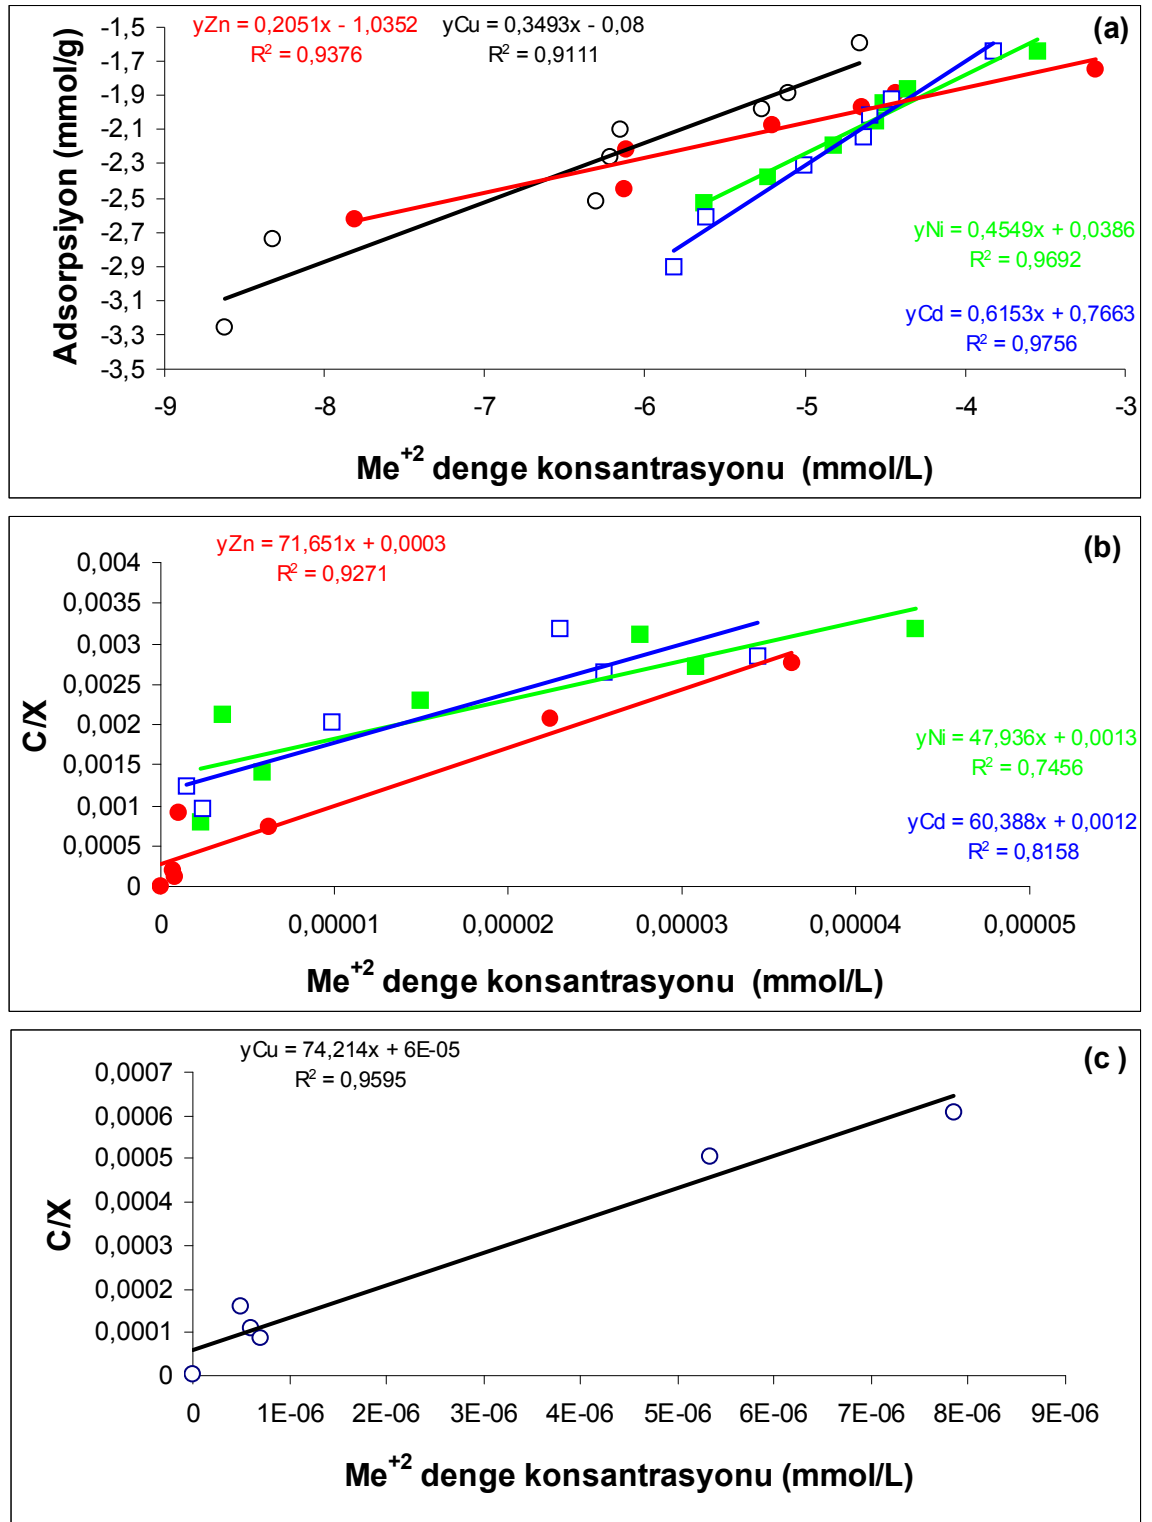 yZn = 0,2051x - 1,0352 yCu = 0,3493x - 0,08
R² = 0,9376 R² = 0,9111
(a)
-1,5
-1,7
-1,9
-2,1
-2,3
-2,5
-2,7
-2,9
-3,1
-3,3
-3,5
Adsorpsiyon (mmol/g)
yNi = 0,4549x + 0,0386
R² = 0,9692
yCd = 0,6153x + 0,7663
R² = 0,9756
-9 -8 -7 -6 -5 -4 -3
Me⁺² denge konsantrasyonu (mmol/L)
yZn = 71,651x + 0,0003
R² = 0,9271
(b)
0,004
0,0035
0,003
0,0025
0,002
0,0015
0,001
0,0005
0
C/X
yNi = 47,936x + 0,0013
R² = 0,7456
yCd = 60,388x + 0,0012
R² = 0,8158
0 0,00001 0,00002 0,00003 0,00004 0,00005
Me⁺² denge konsantrasyonu (mmol/L)
yCu = 74,214x + 6E-05
R² = 0,9595
(c )
0,0007
0,0006
0,0005
0,0004
0,0003
0,0002
0,0001
0
C/X
0 1E-06 2E-06 3E-06 4E-06 5E-06 6E-06 7E-06 8E-06 9E-06
Me⁺² denge konsantrasyonu (mmol/L)